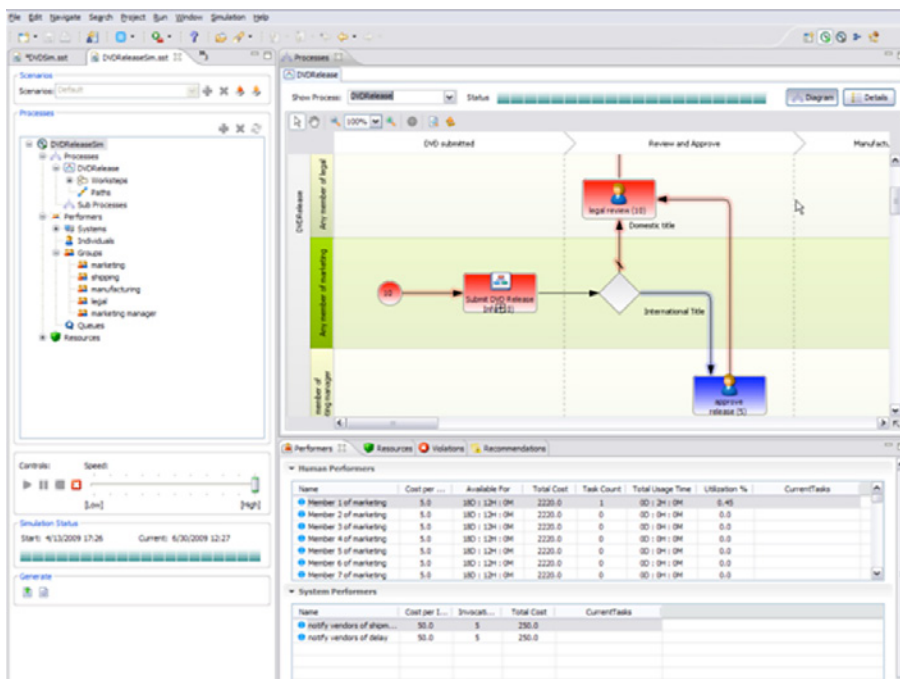 File Edit Navigate Search Project Run Window Simulation Help
*DVDSim.sst DVDReleaseSim.sst
Scenarios
Scenarios: Default
Processes
DVDReleaseSim
Processes
DVDRelease
Worksteps
Paths
Sub Processes
Performers
Systems
Individuals
Groups
marketing
shipping
manufacturing
legal
marketing manager
Queues
Resources
Controls: Speed:
[Low] [High]
Simulation Status
Start: 4/13/2009 17:26 Current: 6/30/2009 12:27
Generate
Processes
DVDRelease
Show Process: DVDRelease Status Diagram Details
100%
DVD submitted Review and Approve Manufactu
DVDRelease
Any member of legal
legal review (10)
Domestic title
Any member of marketing
10
Submit DVD Release
International Title
member of
ting manager
approve
release (5)
Performers Resources Violations Recommendations
Human Performers
Name Cost per ... Available For Total Cost Task Count Total Usage Time Utilization % CurrentTasks
Member 1 of marketing 5.0 18D : 12H : 0M 2220.0 1 0D : 2H : 0M 0.45
Member 2 of marketing 5.0 18D : 12H : 0M 2220.0 0 0D : 0H : 0M 0.0
Member 3 of marketing 5.0 18D : 12H : 0M 2220.0 0 0D : 0H : 0M 0.0
Member 4 of marketing 5.0 18D : 12H : 0M 2220.0 0 0D : 0H : 0M 0.0
Member 5 of marketing 5.0 18D : 12H : 0M 2220.0 0 0D : 0H : 0M 0.0
Member 6 of marketing 5.0 18D : 12H : 0M 2220.0 0 0D : 0H : 0M 0.0
Member 7 of marketing 5.0 18D : 12H : 0M 2220.0 0 0D : 0H : 0M 0.0
System Performers
Name Cost per I... Invocati... Total Cost CurrentTasks
notify vendors of shipm... 50.0 5 250.0
notify vendors of delay 50.0 5 250.0